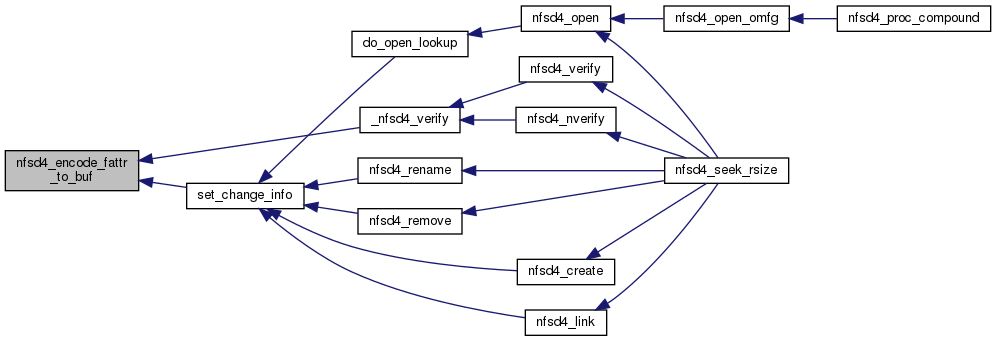 nfsd4_open
nfsd4_open_omfg
nfsd4_proc_compound
do_open_lookup
nfsd4_verify
_nfsd4_verify
nfsd4_nverify
nfsd4_encode_fattr
_to_buf
nfsd4_rename
nfsd4_seek_rsize
set_change_info
nfsd4_remove
nfsd4_create
nfsd4_link